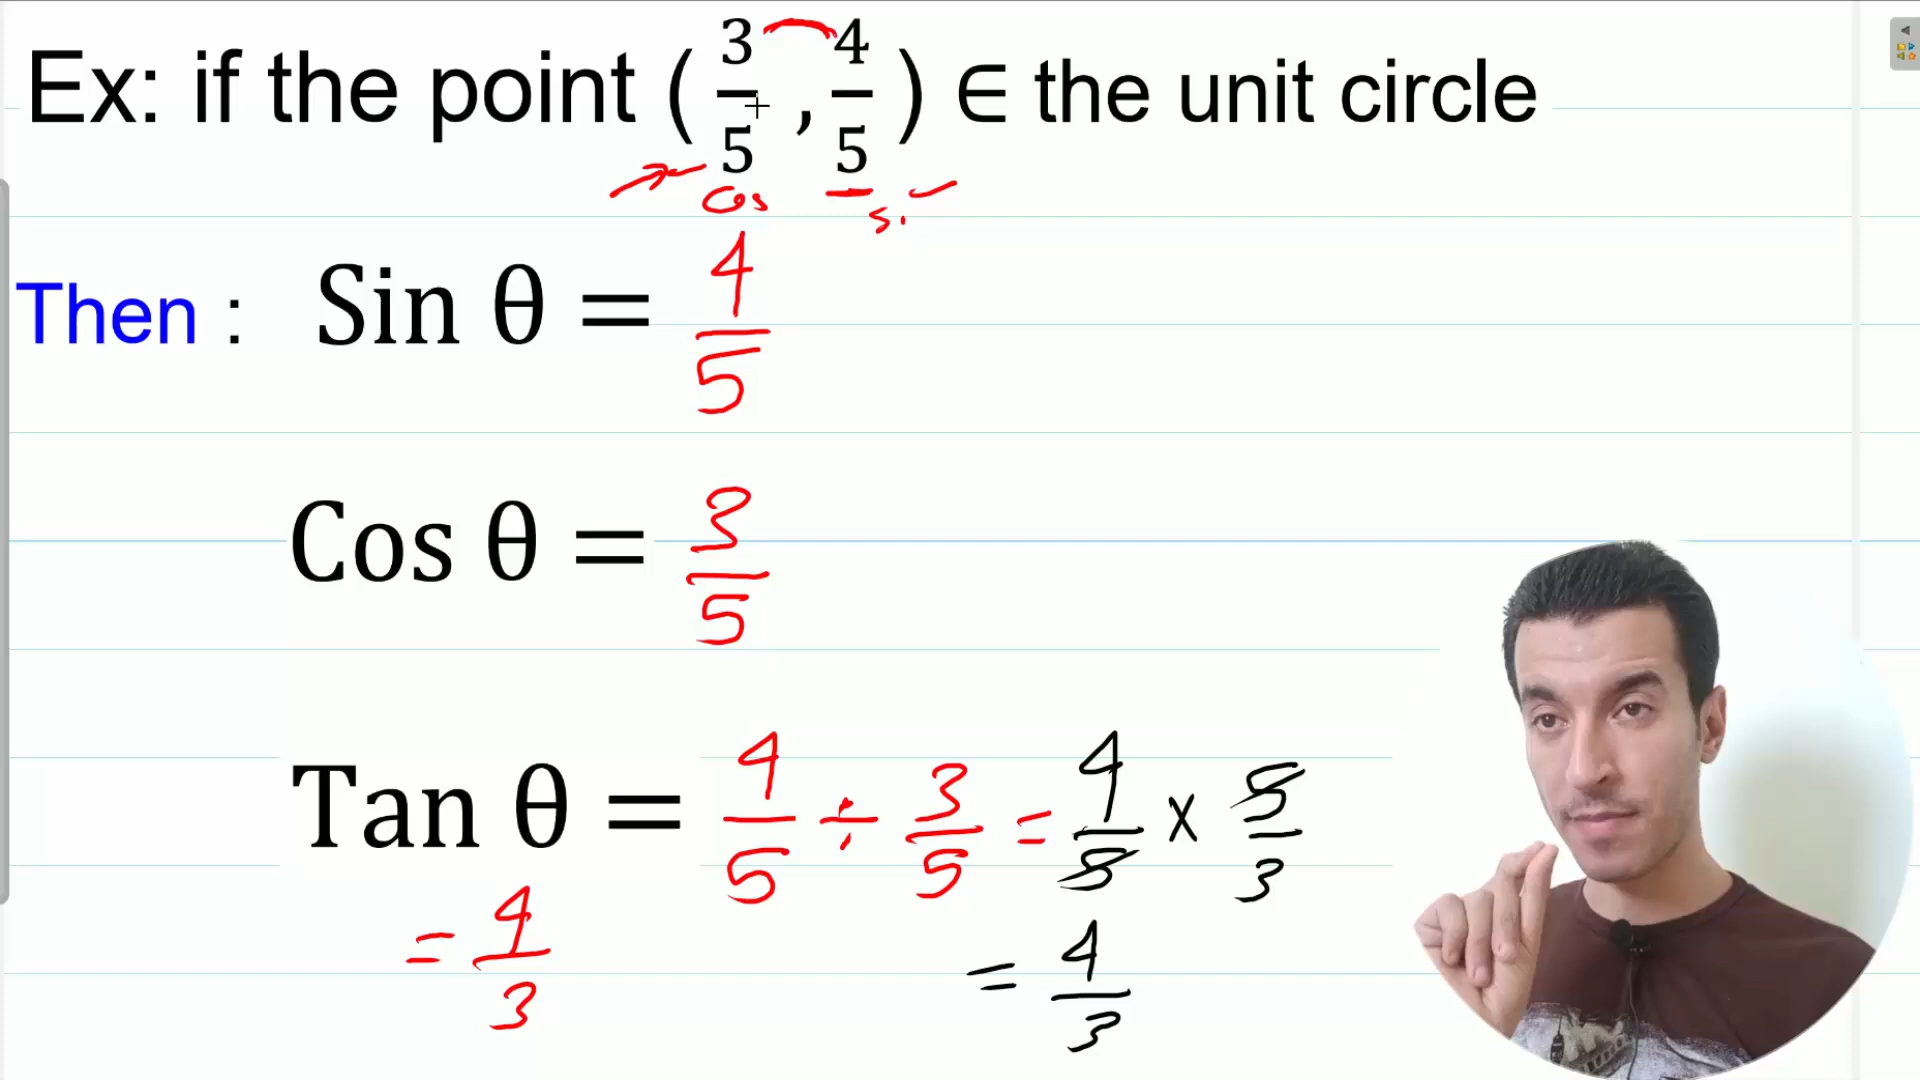 Ex: if the point ( 3/5 , 4/5 ) ∈ the unit circle
Cos Si
Then : Sin θ = 4/5
Cos θ = 3/5
Tan θ = 4/5 ÷ 3/5 = 4/5 x 5/3
= 4/3 = 4/3